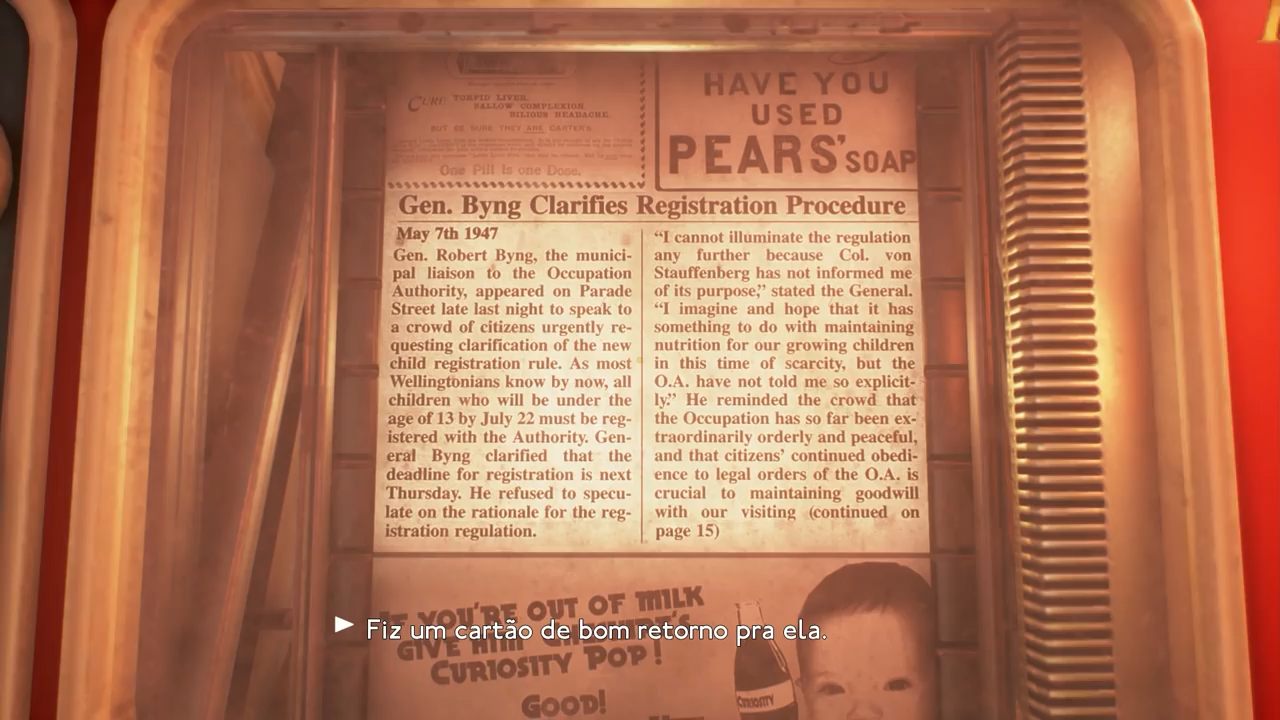 CURE TORPID LIVER,
SALLOW COMPLEXION,
BILIOUS HEADACHE.
BUT BE SURE THEY ARE CARTER'S.
One Pill is one Dose.
HAVE YOU
USED
PEARS' SOAP
Gen. Byng Clarifies Registration Procedure
May 7th 1947
Gen. Robert Byng, the munici-
pal liaison to the Occupation
Authority, appeared on Parade
Street late last night to speak to
a crowd of citizens urgently re-
questing clarification of the new
child registration rule. As most
Wellingtonians know by now, all
children who will be under the
age of 13 by July 22 must be reg-
istered with the Authority. Gen-
eral Byng clarified that the
deadline for registration is next
Thursday. He refused to specu-
late on the rationale for the reg-
istration regulation.
“I cannot illuminate the regulation
any further because Col. von
Stauffenberg has not informed me
of its purpose,” stated the General.
“I imagine and hope that it has
something to do with maintaining
nutrition for our growing children
in this time of scarcity, but the
O.A. have not told me so explicit-
ly.” He reminded the crowd that
the Occupation has so far been ex-
traordinarily orderly and peaceful,
and that citizens’ continued obedi-
ence to legal orders of the O.A. is
crucial to maintaining goodwill
with our visiting (continued on
page 15)
YOU'RE OUT OF MILK
GIVE HIM
CURIOSITY POP!
GOOD!
CURIOSITY
Fiz um cartão de bom retorno pra ela.